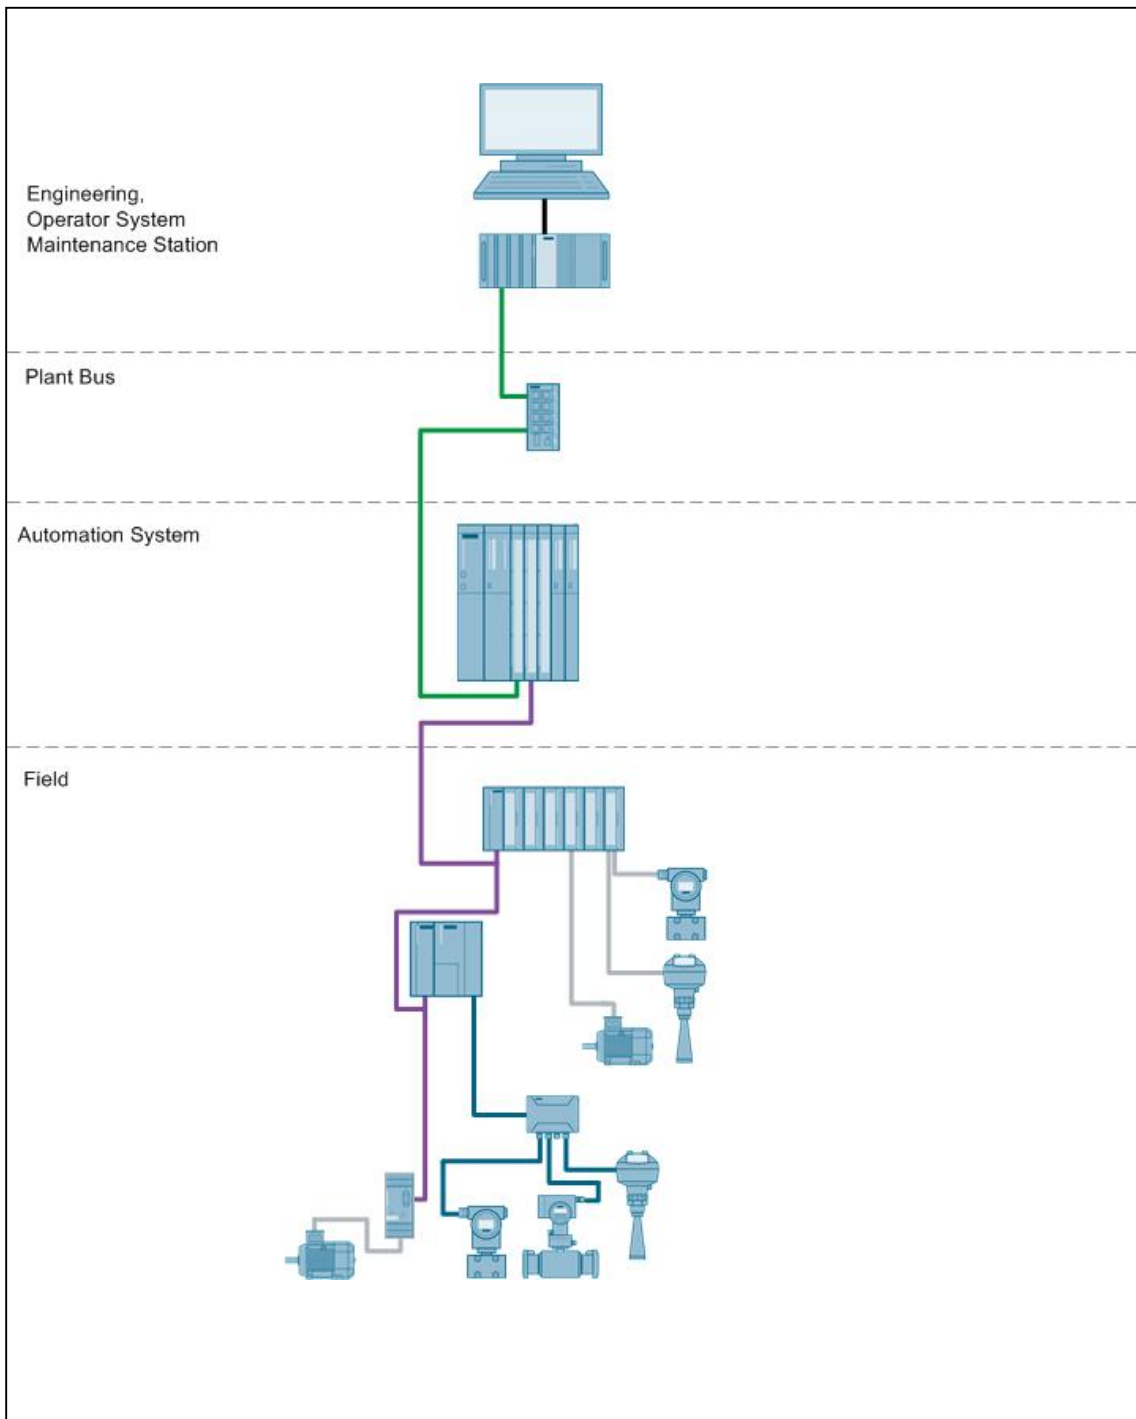 Engineering,
Operator System
Maintenance Station
Plant Bus
Automation System
Field